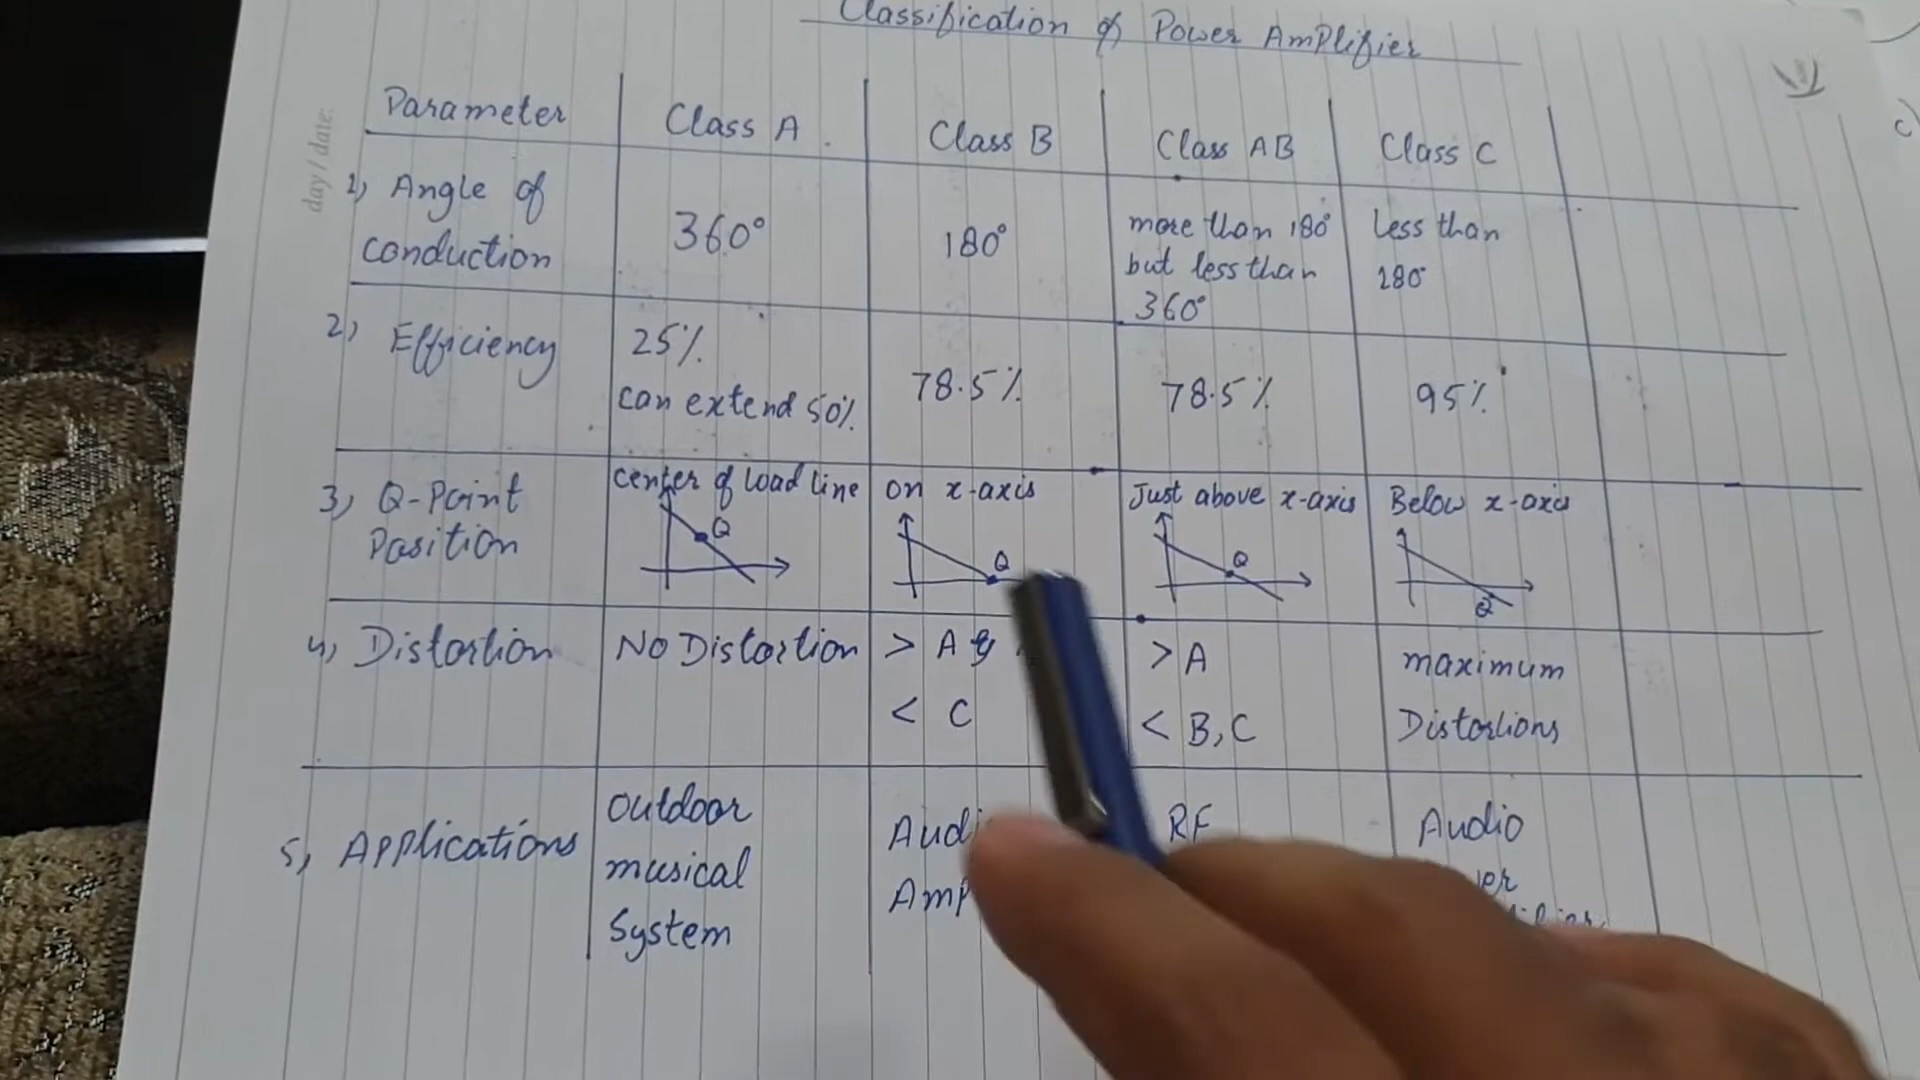 Classification of Power Amplifier
day/date:
Parameter
Class A
Class B
Class AB
Class C
1) Angle of
conduction
360°
180°
more than 180°
but less than
360°
Less than
180°
2) Efficiency
25%
can extend 50%
78.5%
78.5%
95%
3) Q-Point
Position
center of load line
Q
on x-axis
Q
Just above x-axis
Q
Below x-axis
Q
4) Distortion
No Distortion
> A
< C
> A
< B, C
maximum
Distortions
5) Applications
outdoor
musical
System
RF
Audio
c)